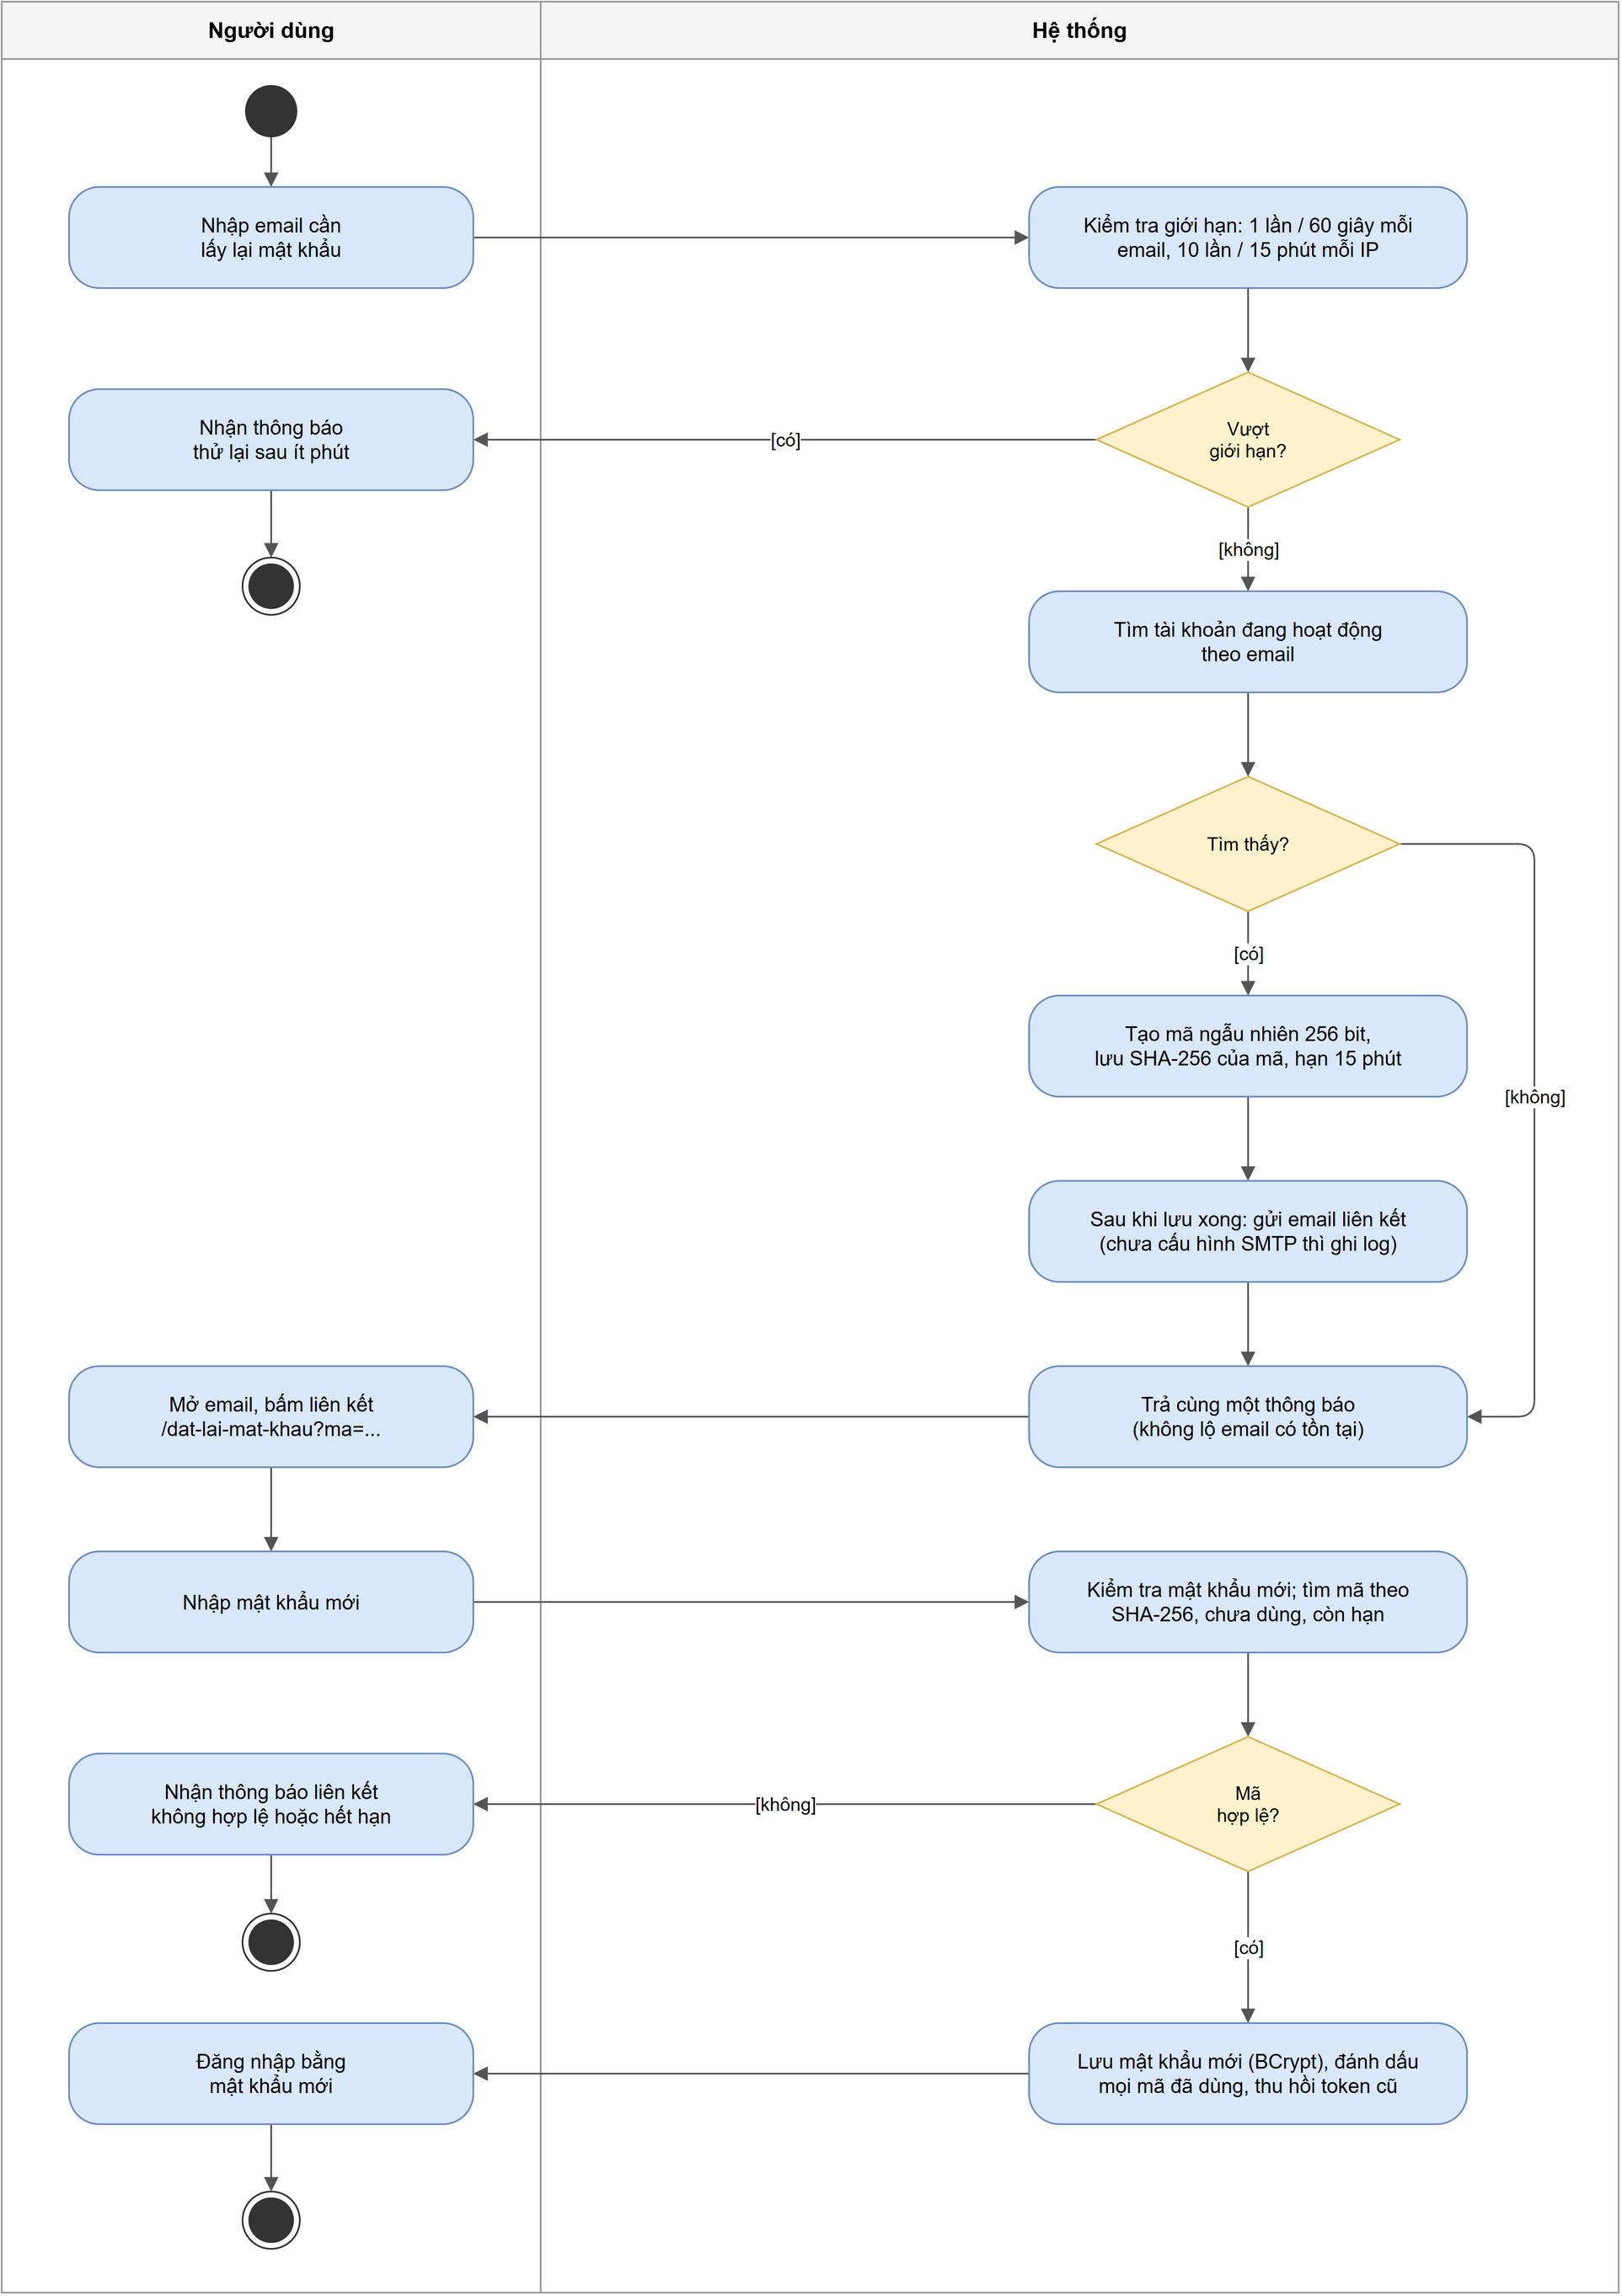 Người dùng
Hệ thống
Nhập email cần
lấy lại mật khẩu
Kiểm tra giới hạn: 1 lần / 60 giây mỗi
email, 10 lần / 15 phút mỗi IP
Nhận thông báo
thử lại sau ít phút
[có]
Vượt
giới hạn?
[không]
Tìm tài khoản đang hoạt động
theo email
Tìm thấy?
[có]
Tạo mã ngẫu nhiên 256 bit,
lưu SHA-256 của mã, hạn 15 phút
[không]
Sau khi lưu xong: gửi email liên kết
(chưa cấu hình SMTP thì ghi log)
Mở email, bấm liên kết
/dat-lai-mat-khau?ma=...
Trả cùng một thông báo
(không lộ email có tồn tại)
Nhập mật khẩu mới
Kiểm tra mật khẩu mới; tìm mã theo
SHA-256, chưa dùng, còn hạn
Nhận thông báo liên kết
không hợp lệ hoặc hết hạn
[không]
Mã
hợp lệ?
[có]
Đăng nhập bằng
mật khẩu mới
Lưu mật khẩu mới (BCrypt), đánh dấu
mọi mã đã dùng, thu hồi token cũ